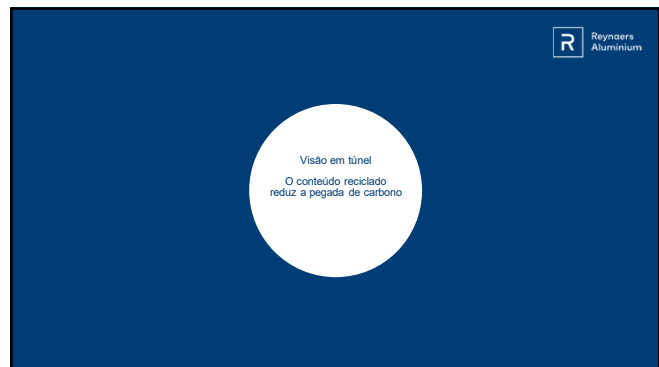 Reynaers
Aluminium
Visão em túnel
O conteúdo reciclado
reduz a pegada de carbono